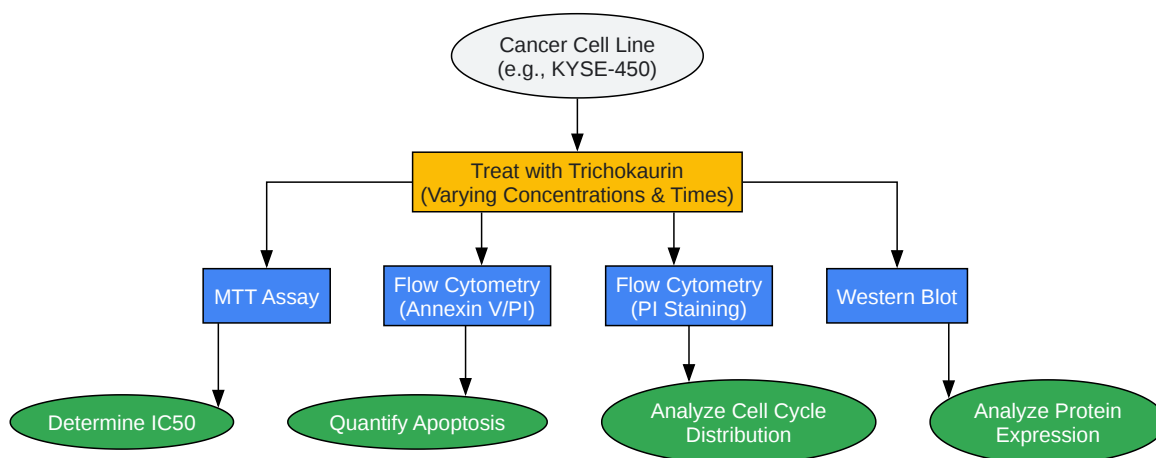 Cancer Cell Line
(e.g., KYSE-450)
Treat with Trichokaurin
(Varying Concentrations & Times)
MTT Assay
Flow Cytometry
(Annexin V/PI)
Flow Cytometry
(PI Staining)
Western Blot
Determine IC50
Quantify Apoptosis
Analyze Cell Cycle
Distribution
Analyze Protein
Expression